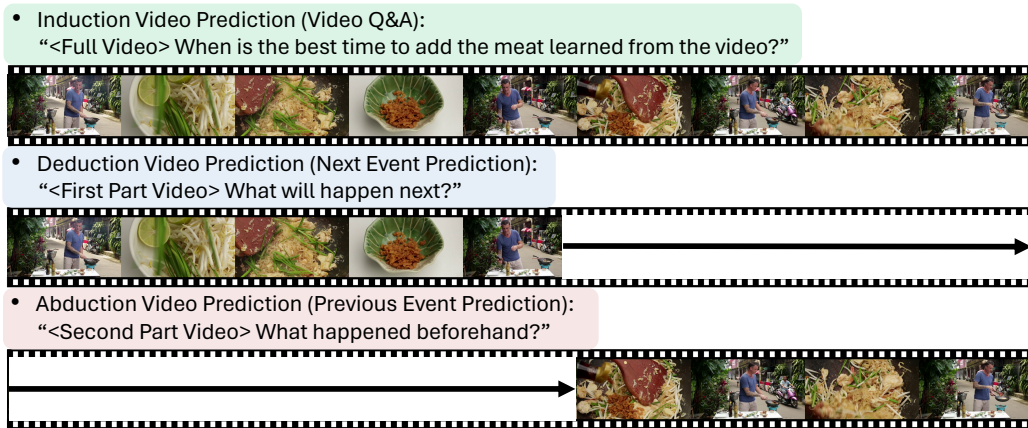 • Induction Video Prediction (Video Q&A):
“<Full Video> When is the best time to add the meat learned from the video?”
• Deduction Video Prediction (Next Event Prediction):
“<First Part Video> What will happen next?”
• Abduction Video Prediction (Previous Event Prediction):
“<Second Part Video> What happened beforehand?”